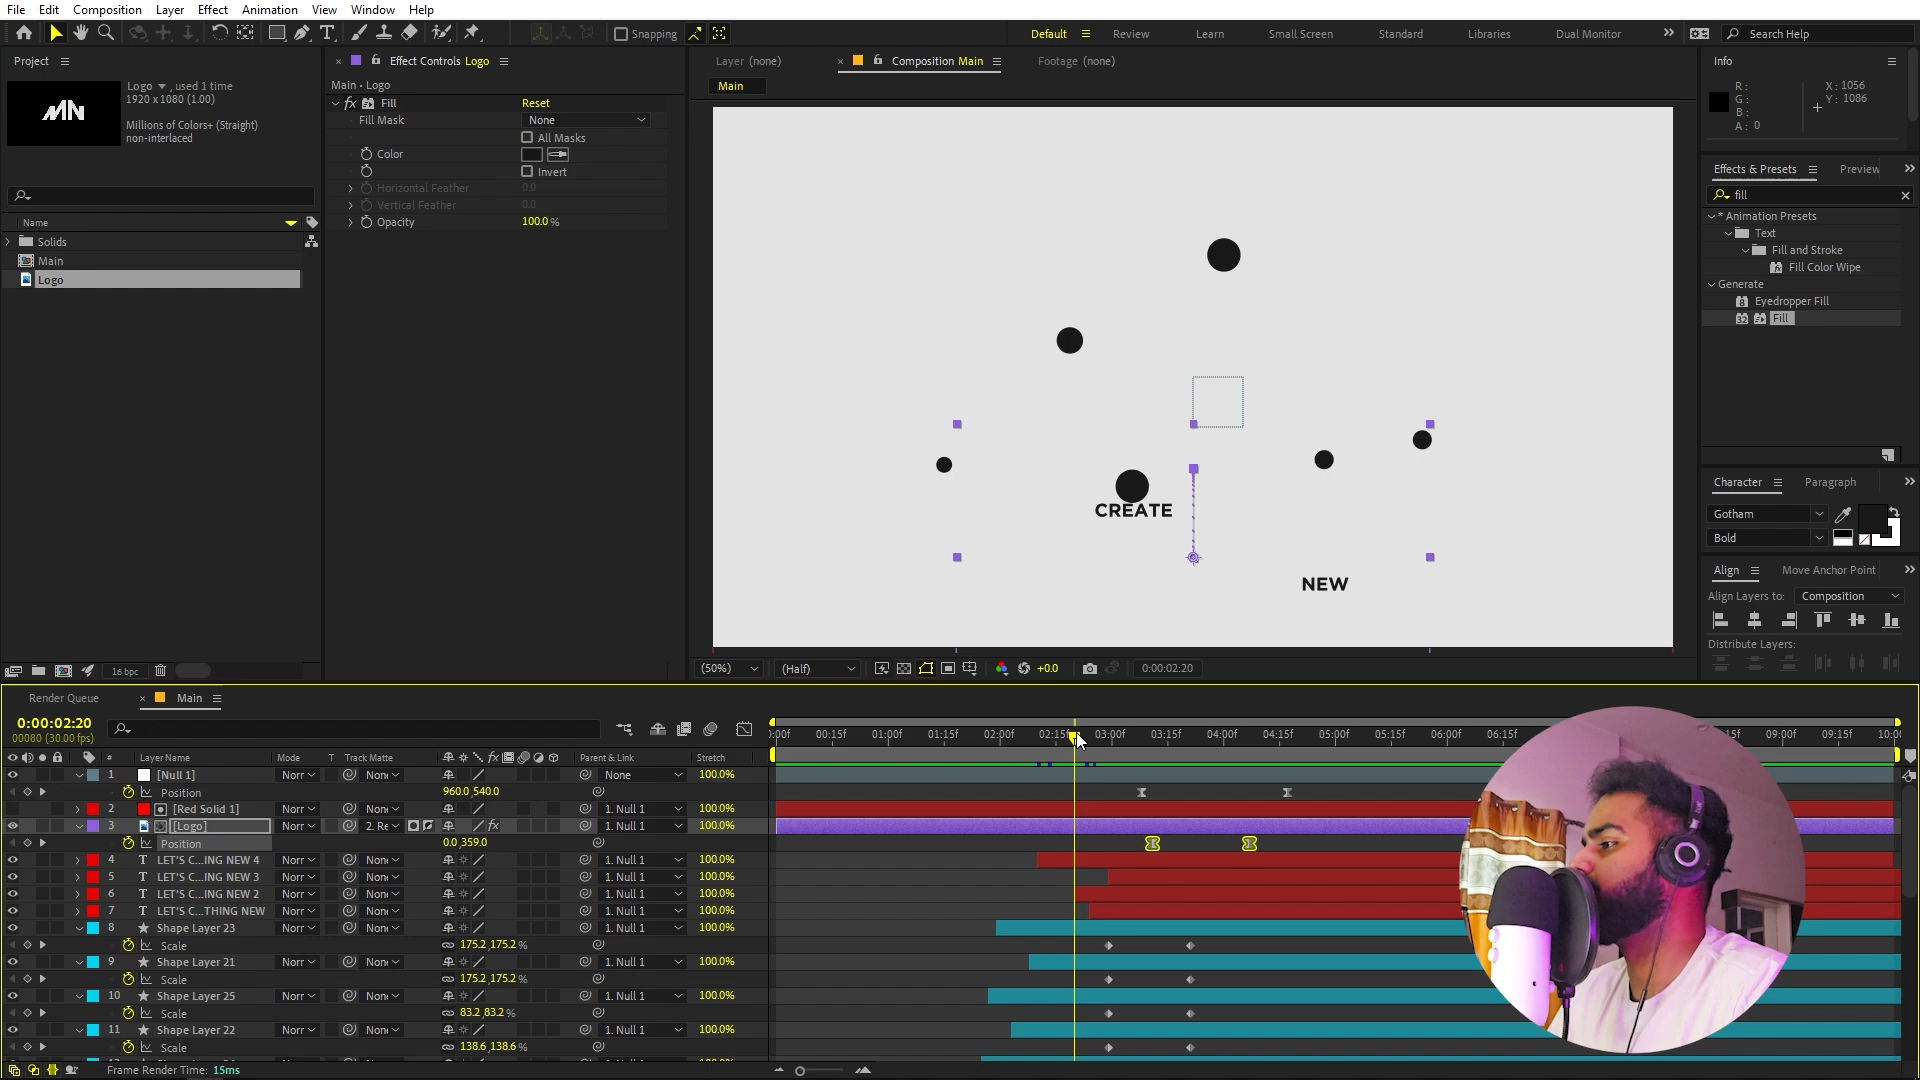 File Edit Composition Layer Effect Animation View Window Help
Snapping
Default Review Learn Small Screen Standard Libraries Dual Monitor Search Help
Project
Logo , used 1 time
1920 x 1080 (1.00)
Millions of Colors+ (Straight)
non-interlaced
Name
Solids
Main
Logo
16 bpc
Effect Controls Logo
Main • Logo
fx Fill Reset
Fill Mask None
All Masks
Color
Invert
Horizontal Feather 0.0
Vertical Feather 0.0
Opacity 100.0 %
Layer (none) Composition Main Footage (none)
Main
CREATE
NEW
(50%) (Half) +0.0 0:00:02:20
Info
R : X : 1056
G : Y : 1086
B :
A : 0
Effects & Presets Preview
fill
* Animation Presets
Text
Fill and Stroke
Fill Color Wipe
Generate
Eyedropper Fill
Fill
Character Paragraph
Gotham
Bold
Align Move Anchor Point
Align Layers to: Composition
Distribute Layers:
Render Queue Main
0:00:02:20
00080 (30.00 fps)
# Layer Name Mode T Track Matte Parent & Link Stretch
:00f 00:15f 01:00f 01:15f 02:00f 02:15f 03:00f 03:15f 04:00f 04:15f 05:00f 05:15f 06:00f 06:15f 09:00f 09:15f 10:0
1 [Null 1] Norr None None 100.0%
Position 960.0 ,540.0
2 [Red Solid 1] Norr None 1. Null 1 100.0%
3 [Logo] Norr 2. Re 1. Null 1 100.0%
Position 0.0 ,359.0
4 T LET'S C...ING NEW 4 Norr None 1. Null 1 100.0%
5 T LET'S C...ING NEW 3 Norr None 1. Null 1 100.0%
6 T LET'S C...ING NEW 2 Norr None 1. Null 1 100.0%
7 T LET'S C...THING NEW Norr None 1. Null 1 100.0%
8 Shape Layer 23 Norr None 1. Null 1 100.0%
Scale 175.2 ,175.2 %
9 Shape Layer 21 Norr None 1. Null 1 100.0%
Scale 175.2 ,175.2 %
10 Shape Layer 25 Norr None 1. Null 1 100.0%
Scale 83.2 ,83.2 %
11 Shape Layer 22 Norr None 1. Null 1 100.0%
Scale 138.6 ,138.6 %
Frame Render Time: 15ms